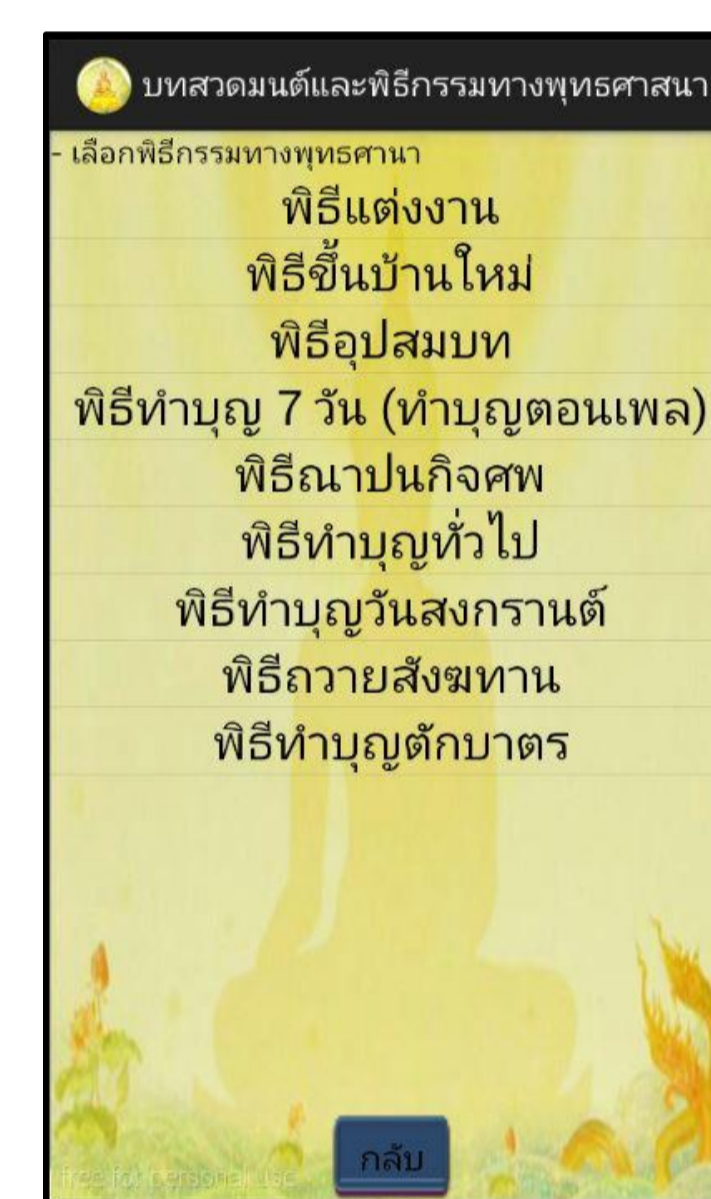 บทสวดมนต์และพิธีกรรมทางพุทธศาสนา
- เลือกพิธีกรรมทางพุทธศานา
พิธีแต่งงาน
พิธีขึ้นบ้านใหม่
พิธีอุปสมบท
พิธีทำบุญ 7 วัน (ทำบุญตอนเพล)
พิธีณาปนกิจศพ
พิธีทำบุญทั่วไป
พิธีทำบุญวันสงกรานต์
พิธีถวายสังฆทาน
พิธีทำบุญตักบาตร
กลับ
free for personal use